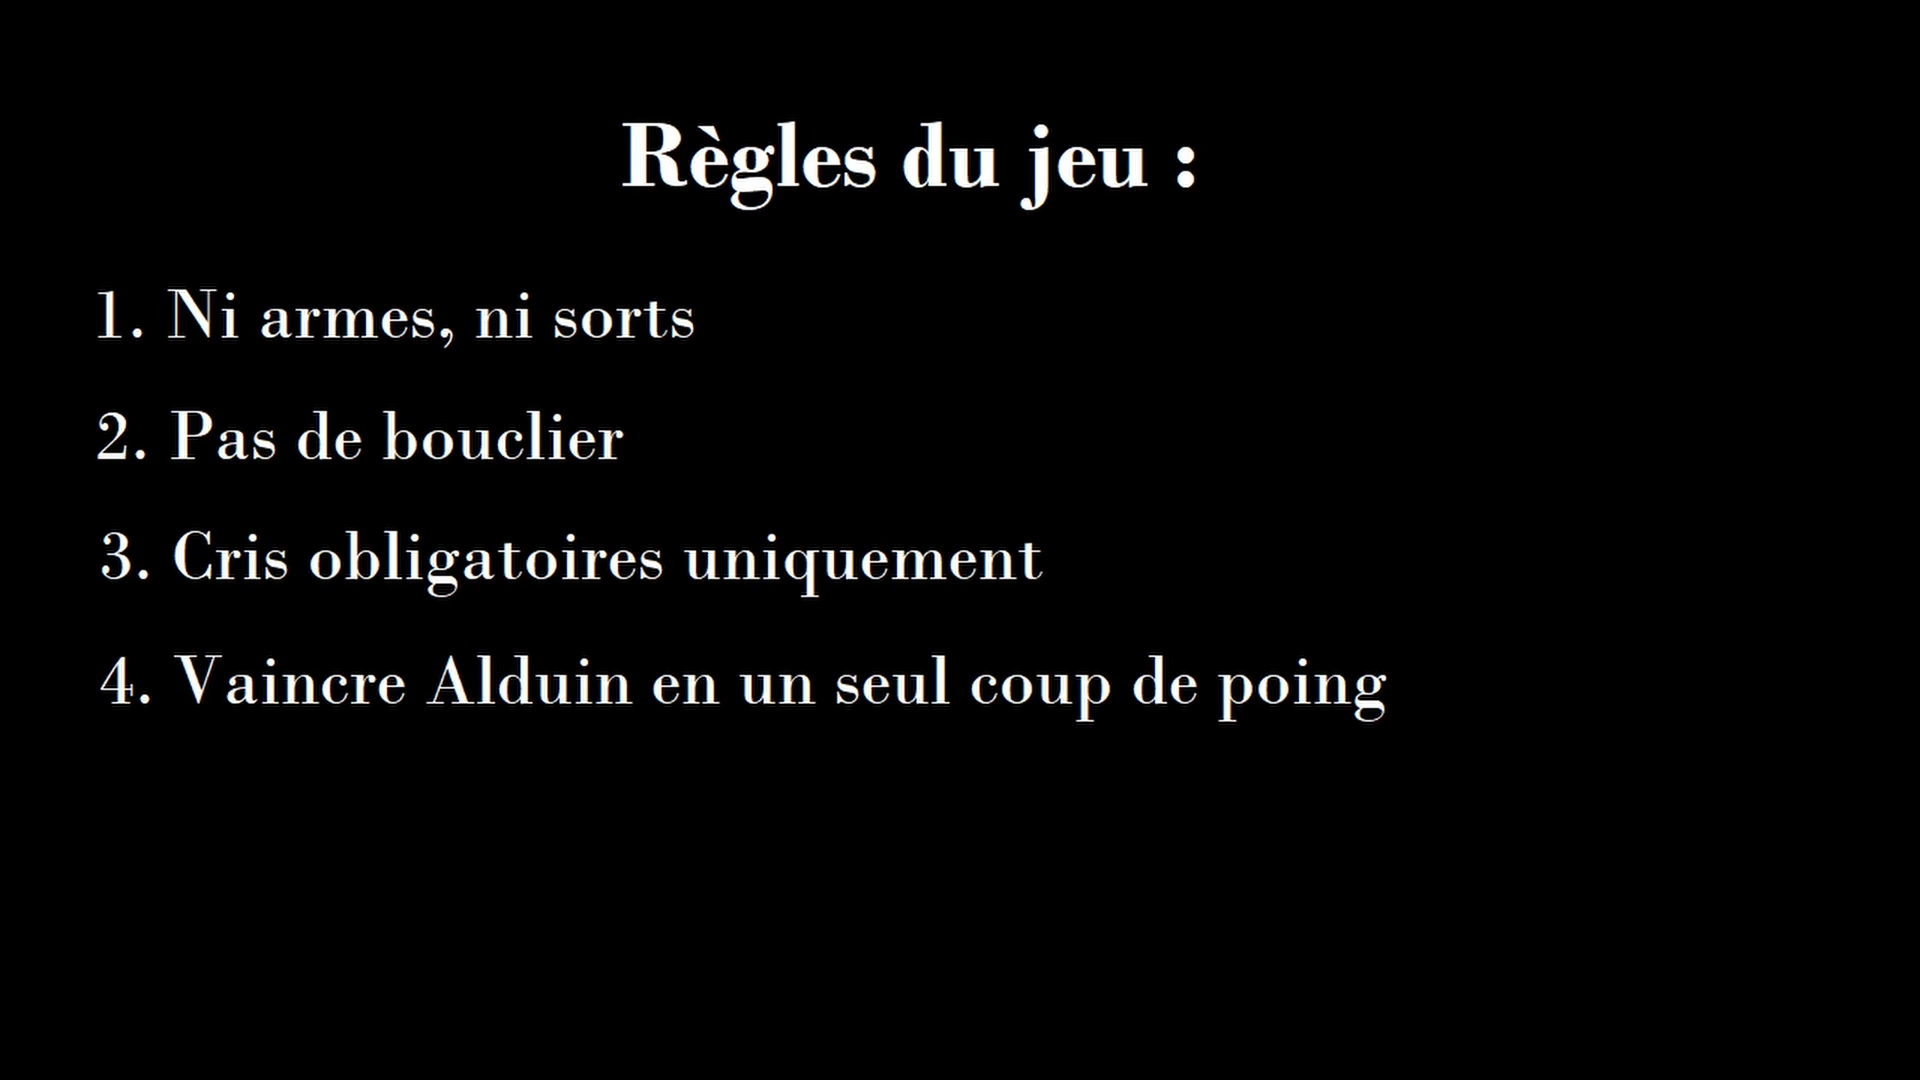 Règles du jeu :
1. Ni armes, ni sorts
2. Pas de bouclier
3. Cris obligatoires uniquement
4. Vaincre Alduin en un seul coup de poing